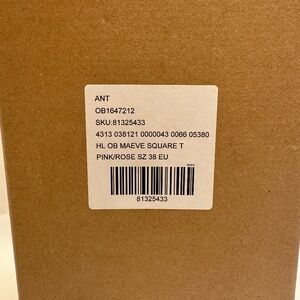 ANT
OB1647212
SKU:81325433
4313 038121 0000043 0066 05380
HL OB MAEVE SQUARE T
PINK/ROSE SZ 38 EU
81325433